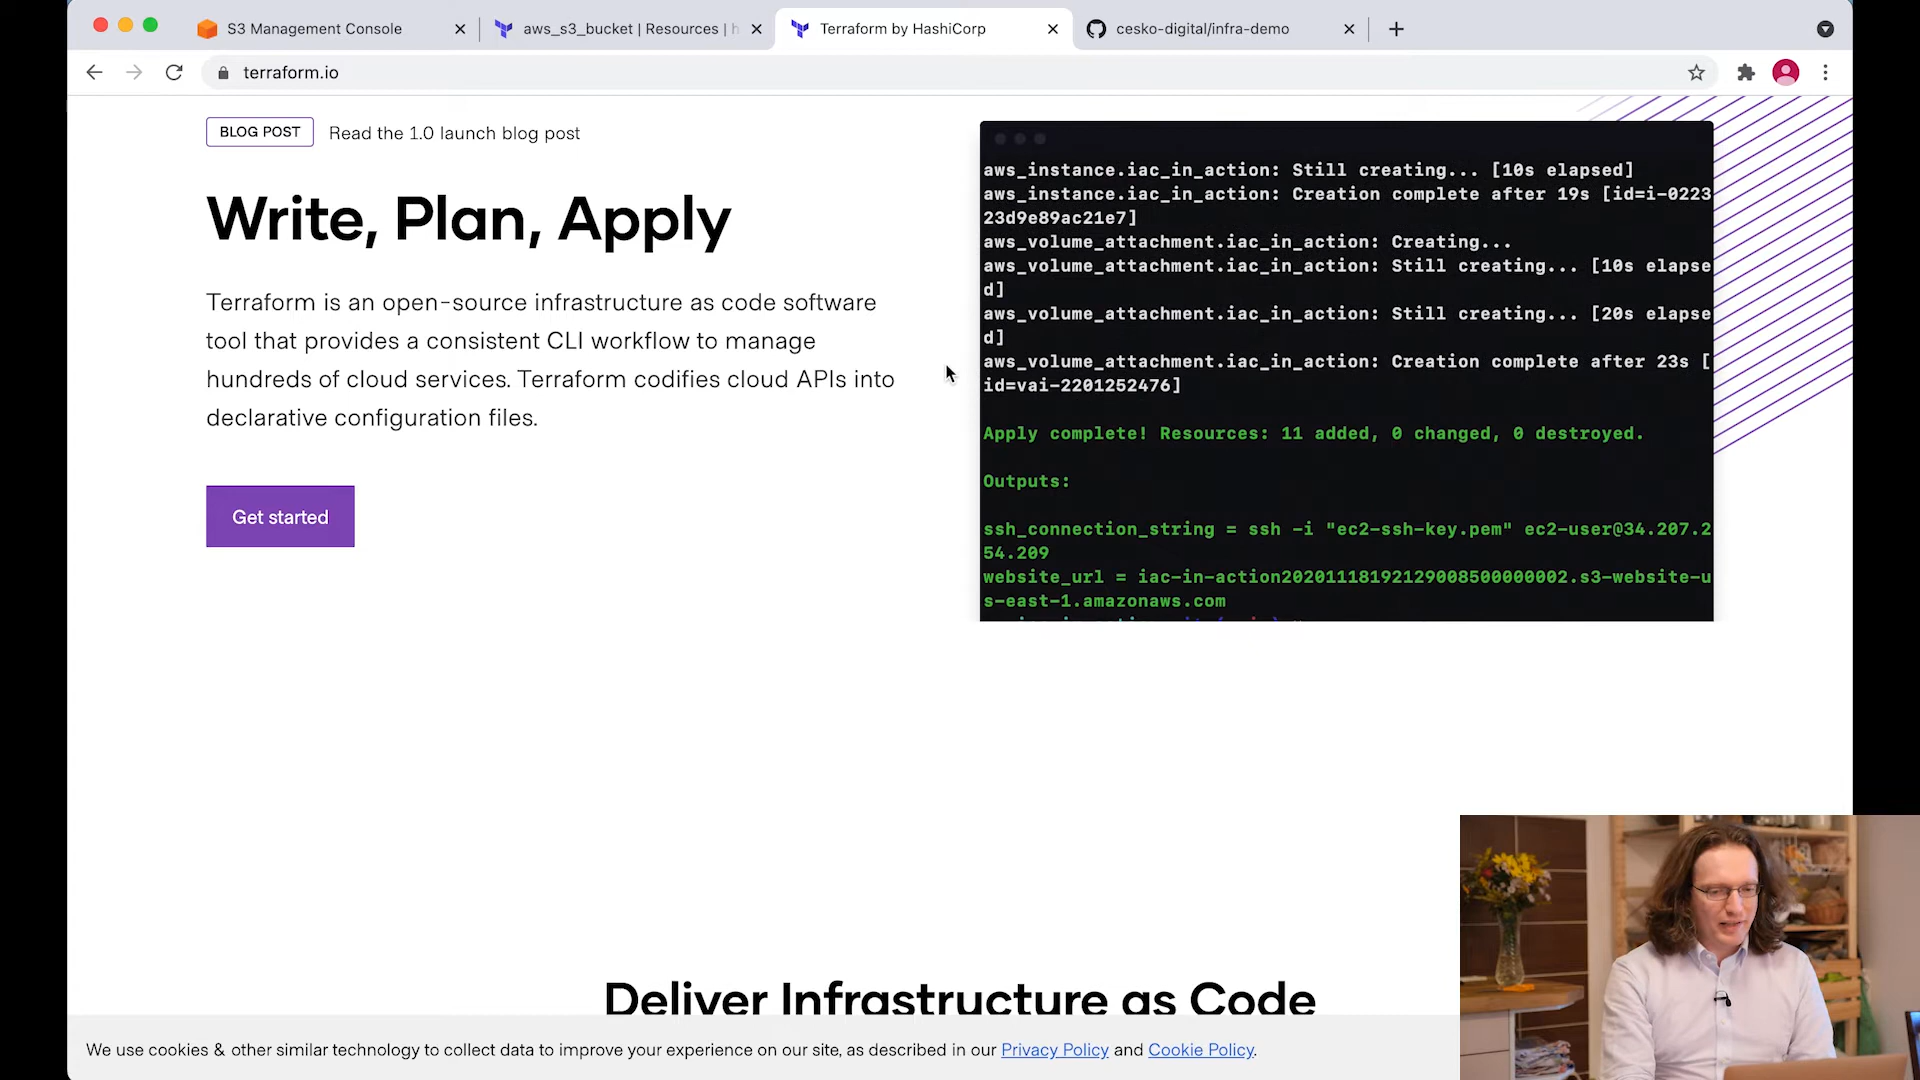 S3 Management Console
aws_s3_bucket | Resources | h
Terraform by HashiCorp
cesko-digital/infra-demo
terraform.io
BLOG POST
Read the 1.0 launch blog post
Write, Plan, Apply
Terraform is an open-source infrastructure as code software
tool that provides a consistent CLI workflow to manage
hundreds of cloud services. Terraform codifies cloud APIs into
declarative configuration files.
Get started
aws_instance.iac_in_action: Still creating... [10s elapsed]
aws_instance.iac_in_action: Creation complete after 19s [id=i-0223
23d9e89ac21e7]
aws_volume_attachment.iac_in_action: Creating...
aws_volume_attachment.iac_in_action: Still creating... [10s elapse
d]
aws_volume_attachment.iac_in_action: Still creating... [20s elapse
d]
aws_volume_attachment.iac_in_action: Creation complete after 23s [
id=vai-2201252476]
Apply complete! Resources: 11 added, 0 changed, 0 destroyed.
Outputs:
ssh_connection_string = ssh -i "ec2-ssh-key.pem" ec2-user@34.207.2
54.209
website_url = iac-in-action20201118192129008500000002.s3-website-u
s-east-1.amazonaws.com
Deliver Infrastructure as Code
We use cookies & other similar technology to collect data to improve your experience on our site, as described in our Privacy Policy and Cookie Policy.